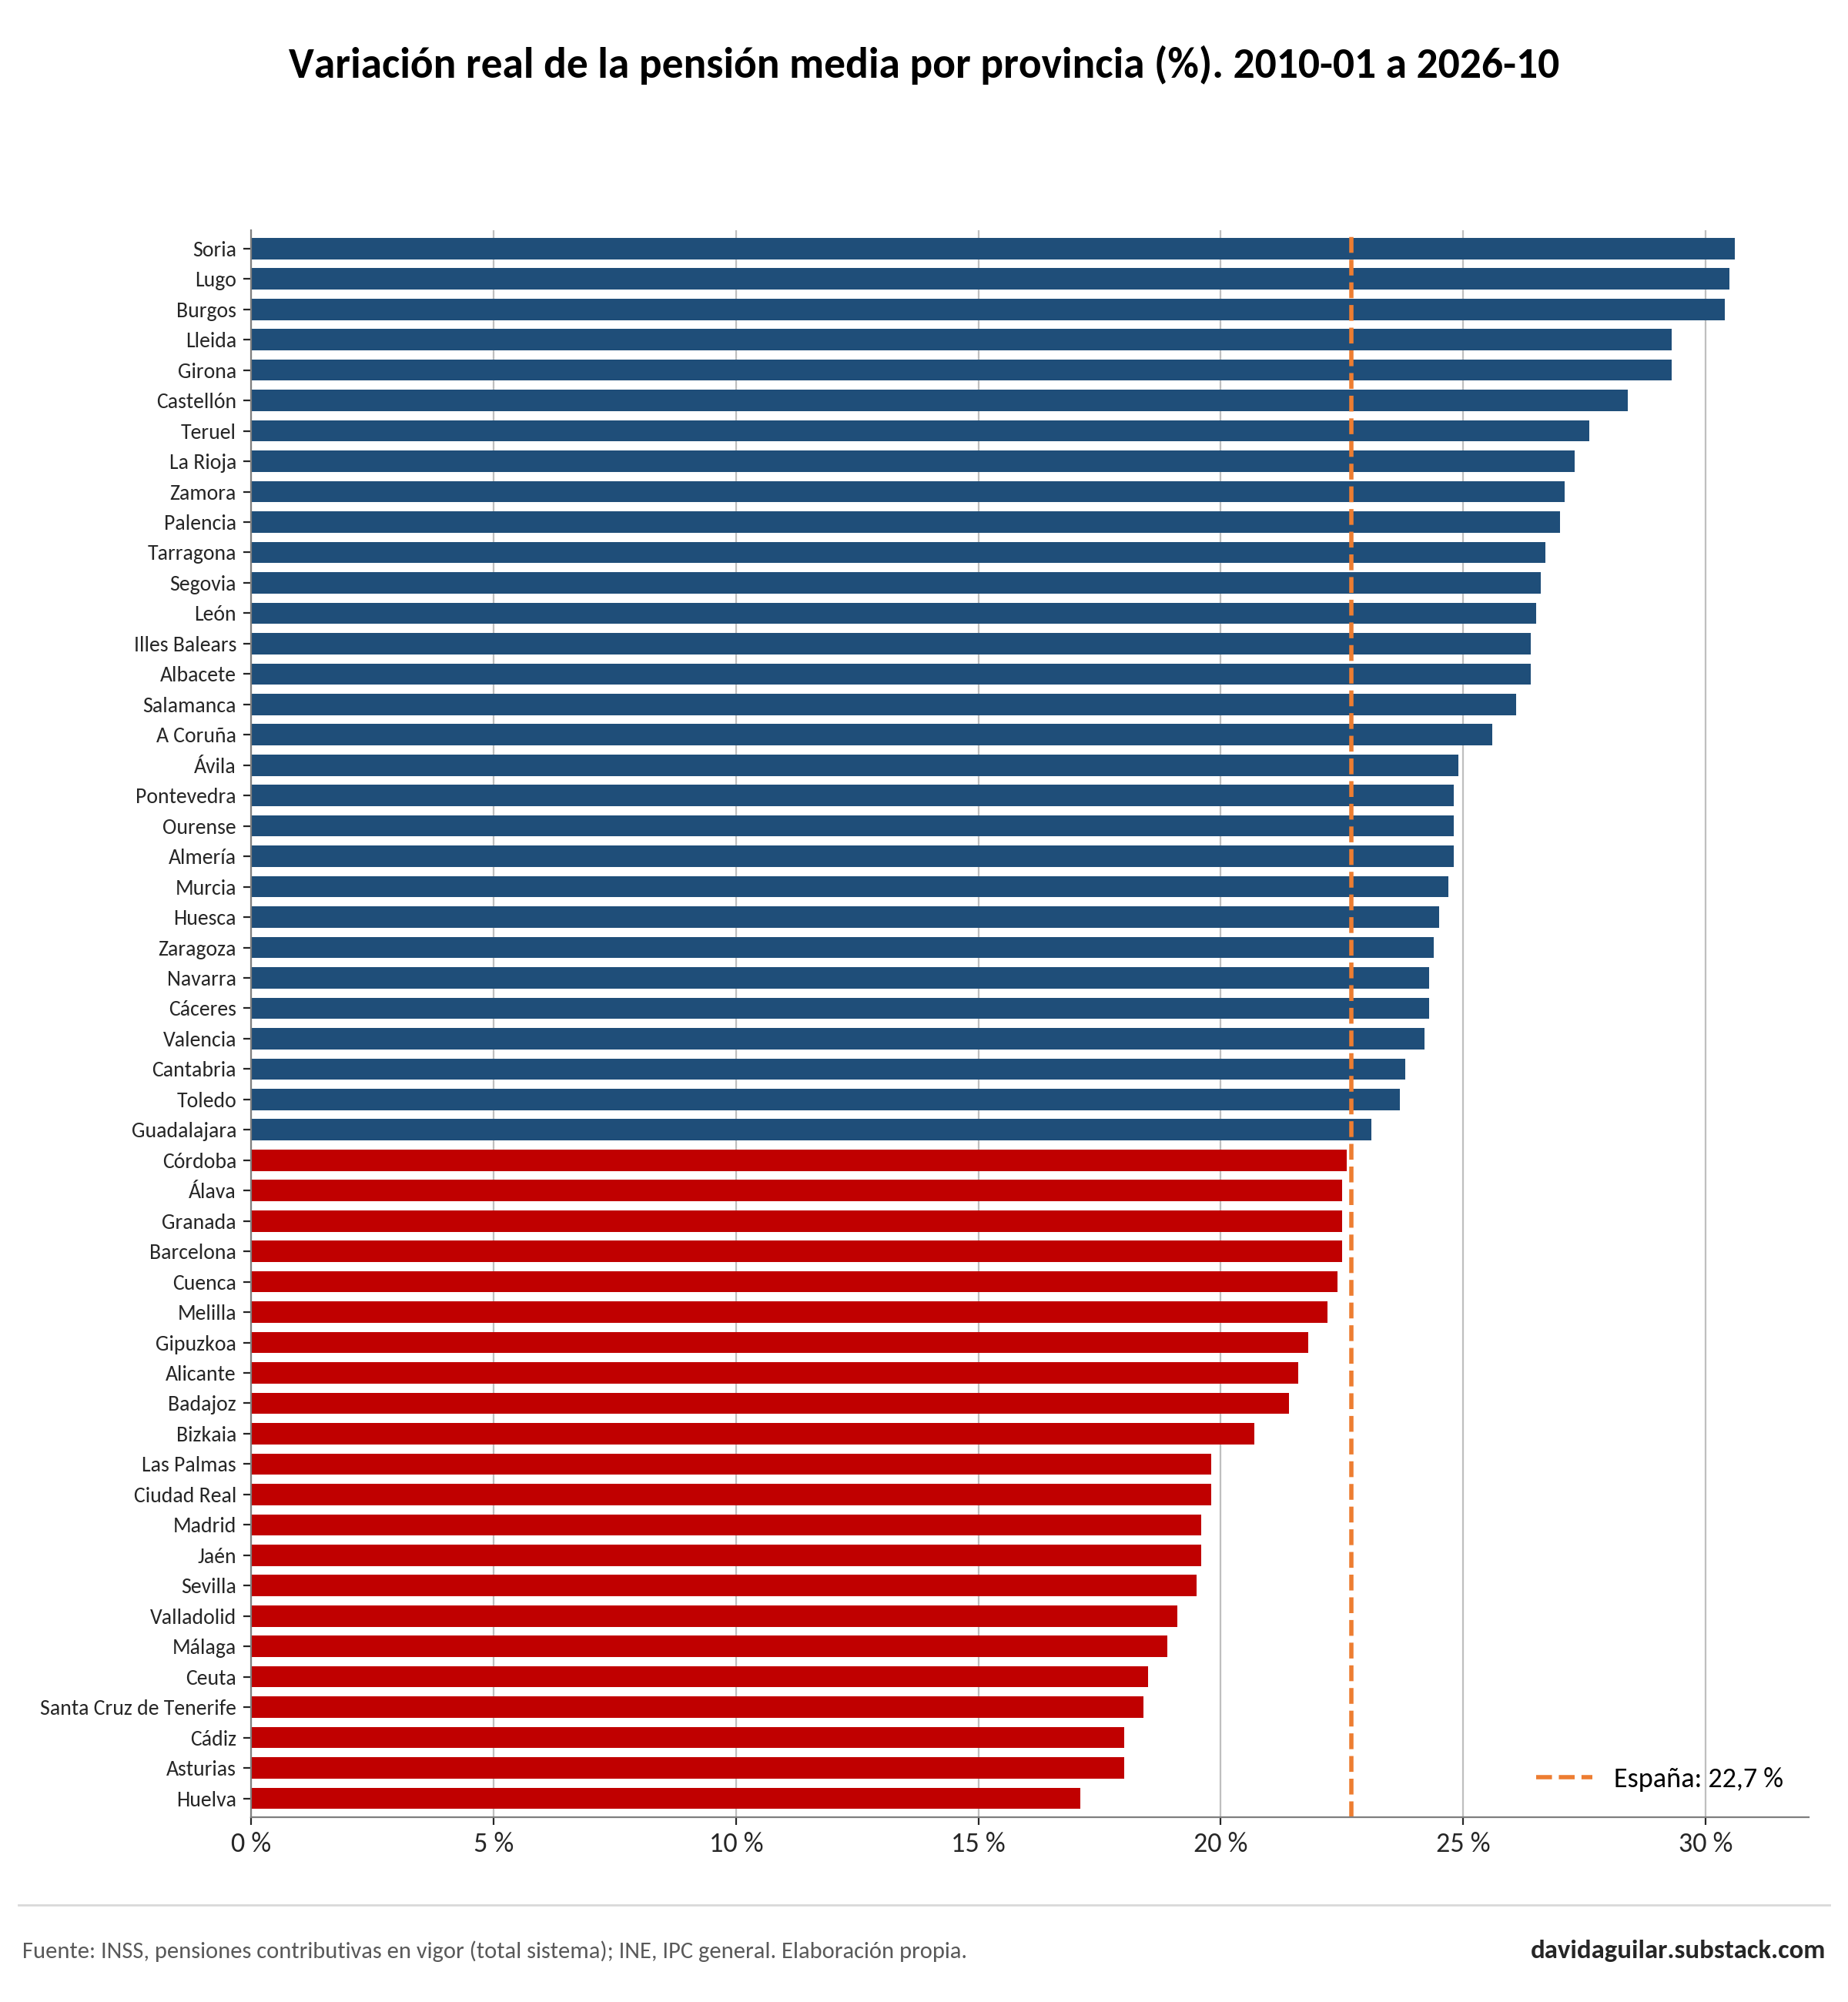 Variación real de la pensión media por provincia (%). 2010-01 a 2026-10
Soria
Lugo
Burgos
Lleida
Girona
Castellón
Teruel
La Rioja
Zamora
Palencia
Tarragona
Segovia
León
Illes Balears
Albacete
Salamanca
A Coruña
Ávila
Pontevedra
Ourense
Almería
Murcia
Huesca
Zaragoza
Navarra
Cáceres
Valencia
Cantabria
Toledo
Guadalajara
Córdoba
Álava
Granada
Barcelona
Cuenca
Melilla
Gipuzkoa
Alicante
Badajoz
Bizkaia
Las Palmas
Ciudad Real
Madrid
Jaén
Sevilla
Valladolid
Málaga
Ceuta
Santa Cruz de Tenerife
Cádiz
Asturias
Huelva
España: 22,7 %
0 % 5 % 10 % 15 % 20 % 25 % 30 %
Fuente: INSS, pensiones contributivas en vigor (total sistema); INE, IPC general. Elaboración propia.
davidaguilar.substack.com